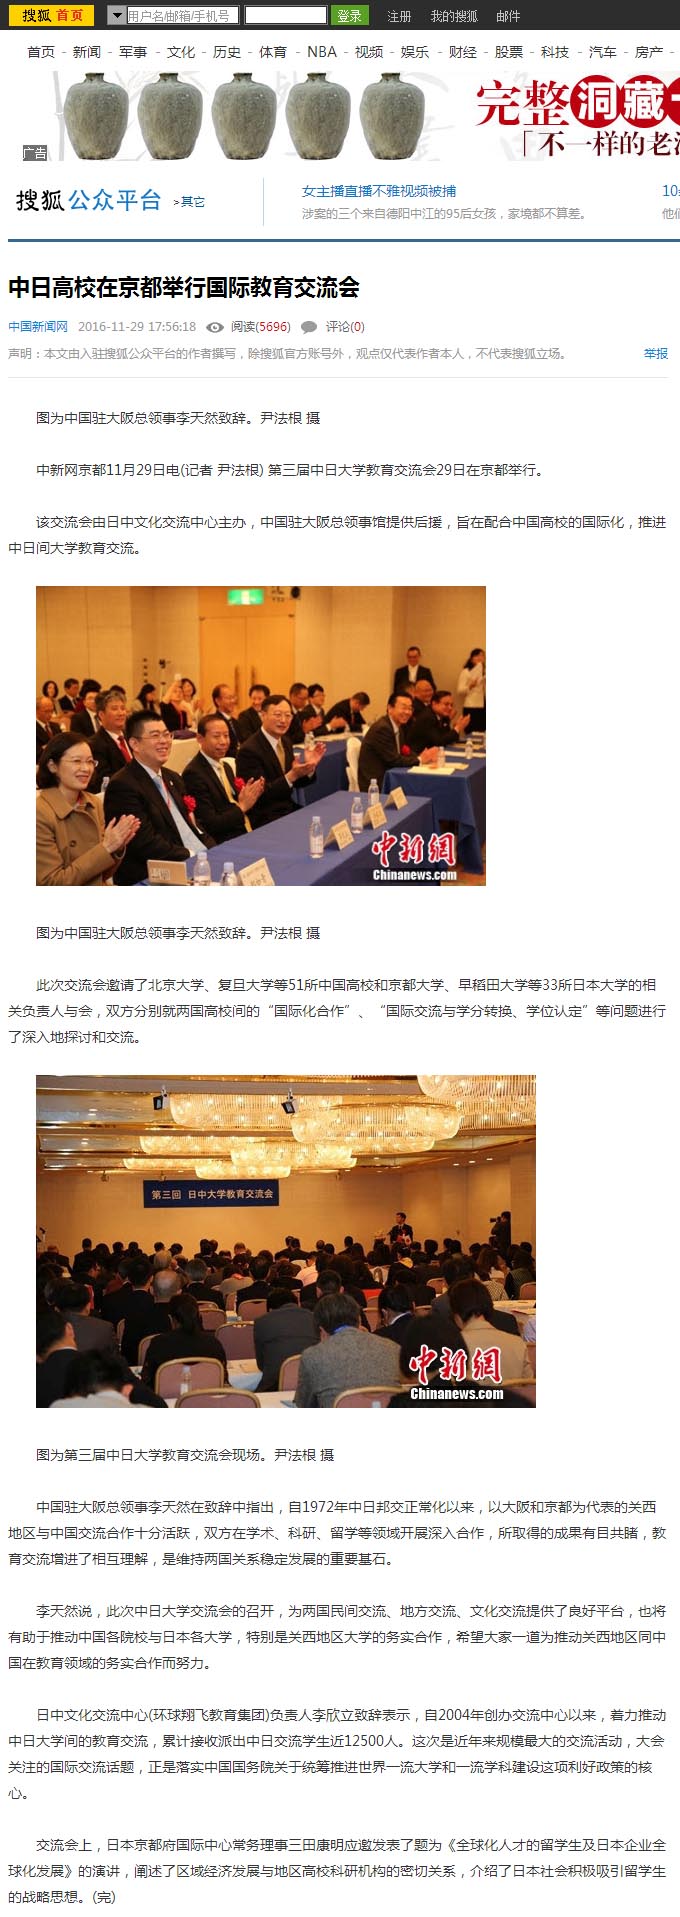 搜狐 首页 用户名/邮箱/手机号 登录 注册 我的搜狐 邮件
首页 - 新闻 - 军事 - 文化 - 历史 - 体育 - NBA - 视频 - 娱乐 - 财经 - 股票 - 科技 - 汽车 - 房产 -
完整洞藏
「不一样的老
广告
搜狐 公众平台 >其它
女主播直播不雅视频被捕
涉案的三个来自德阳中江的95后女孩，家境都不算差。
中日高校在京都举行国际教育交流会
中国新闻网 2016-11-29 17:56:18 阅读(5696) 评论(0)
声明：本文由入驻搜狐公众平台的作者撰写，除搜狐官方账号外，观点仅代表作者本人，不代表搜狐立场。 举报
图为中国驻大阪总领事李天然致辞。尹法根 摄
中新网京都11月29日电(记者 尹法根) 第三届中日大学教育交流会29日在京都举行。
该交流会由日中文化交流中心主办，中国驻大阪总领事馆提供后援，旨在配合中国高校的国际化，推进
中日间大学教育交流。
中新網
Chinanews.com
图为中国驻大阪总领事李天然致辞。尹法根 摄
此次交流会邀请了北京大学、复旦大学等51所中国高校和京都大学、早稻田大学等33所日本大学的相
关负责人与会，双方分别就两国高校间的“国际化合作”、“国际交流与学分转换、学位认定”等问题进行
了深入地探讨和交流。
第三回 日中大学教育交流会
中新網
Chinanews.com
图为第三届中日大学教育交流会现场。尹法根 摄
中国驻大阪总领事李天然在致辞中指出，自1972年中日邦交正常化以来，以大阪和京都为代表的关西
地区与中国交流合作十分活跃，双方在学术、科研、留学等领域开展深入合作，所取得的成果有目共睹，教
育交流增进了相互理解，是维持两国关系稳定发展的重要基石。
李天然说，此次中日大学交流会的召开，为两国民间交流、地方交流、文化交流提供了良好平台，也将
有助于推动中国各院校与日本各大学，特别是关西地区大学的务实合作，希望大家一道为推动关西地区同中
国在教育领域的务实合作而努力。
日中文化交流中心(环球翔飞教育集团)负责人李欣立致辞表示，自2004年创办交流中心以来，着力推动
中日大学间的教育交流，累计接收派出中日交流学生近12500人。这次是近年来规模最大的交流活动，大会
关注的国际交流话题，正是落实中国国务院关于统筹推进世界一流大学和一流学科建设这项利好政策的核
心。
交流会上，日本京都府国际中心常务理事三田康明应邀发表了题为《全球化人才的留学生及日本企业全
球化发展》的演讲，阐述了区域经济发展与地区高校科研机构的密切关系，介绍了日本社会积极吸引留学生
的战略思想。(完)